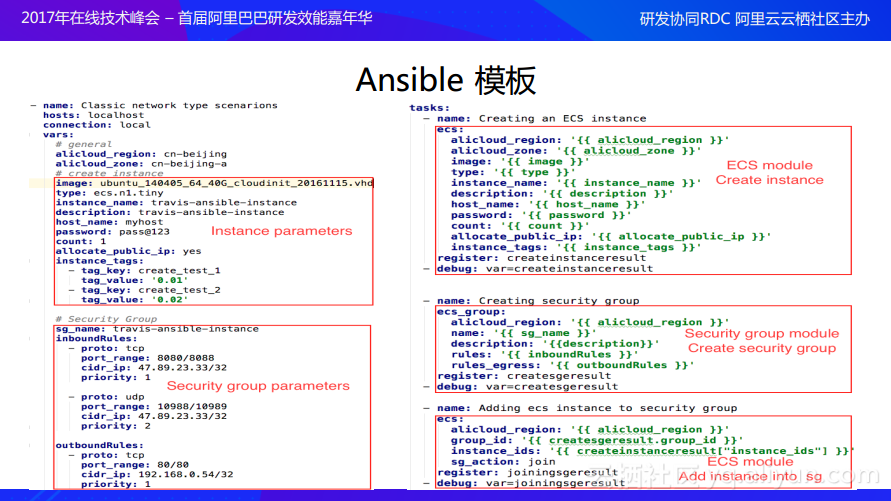 2017年在线技术峰会 – 首届阿里巴巴研发效能嘉年华
研发协同RDC 阿里云云栖社区主办
Ansible 模板
- name: Classic network type scenarions
hosts: localhost
connection: local
vars:
# general
alicloud_region: cn-beijing
alicloud_zone: cn-beijing-a
# create instance
image: ubuntu_140405_64_40G_cloudinit_20161115.vhd
type: ecs.n1.tiny
instance_name: travis-ansible-instance
description: travis-ansible-instance
host_name: myhost
password: pass@123
count: 1
allocate_public_ip: yes
instance_tags:
- tag_key: create_test_1
tag_value: '0.01'
- tag_key: create_test_2
tag_value: '0.02'
Instance parameters
# Security Group
sg_name: travis-ansible-instance
inboundRules:
- proto: tcp
port_range: 8080/8088
cidr_ip: 47.89.23.33/32
priority: 1
- proto: udp
port_range: 10988/10989
cidr_ip: 47.89.23.33/32
priority: 2
outboundRules:
- proto: tcp
port_range: 80/80
cidr_ip: 192.168.0.54/32
priority: 1
Security group parameters
tasks:
- name: Creating an ECS instance
ecs:
alicloud_region: '{{ alicloud_region }}'
alicloud_zone: '{{ alicloud_zone }}'
image: '{{ image }}'
type: '{{ type }}'
instance_name: '{{ instance_name }}'
description: '{{ description }}'
host_name: '{{ host_name }}'
password: '{{ password }}'
count: '{{ count }}'
allocate_public_ip: '{{ allocate_public_ip }}'
instance_tags: '{{ instance_tags }}'
register: createinstanceresult
- debug: var=createinstanceresult
ECS module
Create instance
- name: Creating security group
ecs_group:
alicloud_region: '{{ alicloud_region }}'
name: '{{ sg_name }}'
description: '{{description}}'
rules: '{{ inboundRules }}'
rules_egress: '{{ outboundRules }}'
register: createsgeresult
- debug: var=createsgeresult
Security group module
Create security group
- name: Adding ecs instance to security group
ecs:
alicloud_region: '{{ alicloud_region }}'
group_id: '{{ createsgeresult.group_id }}'
instance_ids: '{{ createinstanceresult["instance_ids"] }}'
sg_action: join
register: joiningsgeresult
- debug: var=joiningsgeresult
ECS module
Add instance into sg
云栖社区 yq.aliyun.com